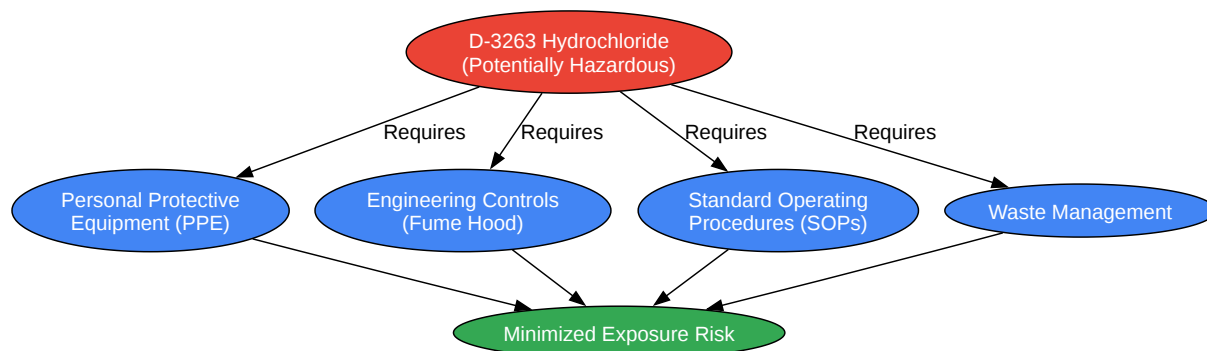 D-3263 Hydrochloride
(Potentially Hazardous)
Requires
Requires
Requires
Requires
Personal Protective
Equipment (PPE)
Engineering Controls
(Fume Hood)
Standard Operating
Procedures (SOPs)
Waste Management
Minimized Exposure Risk